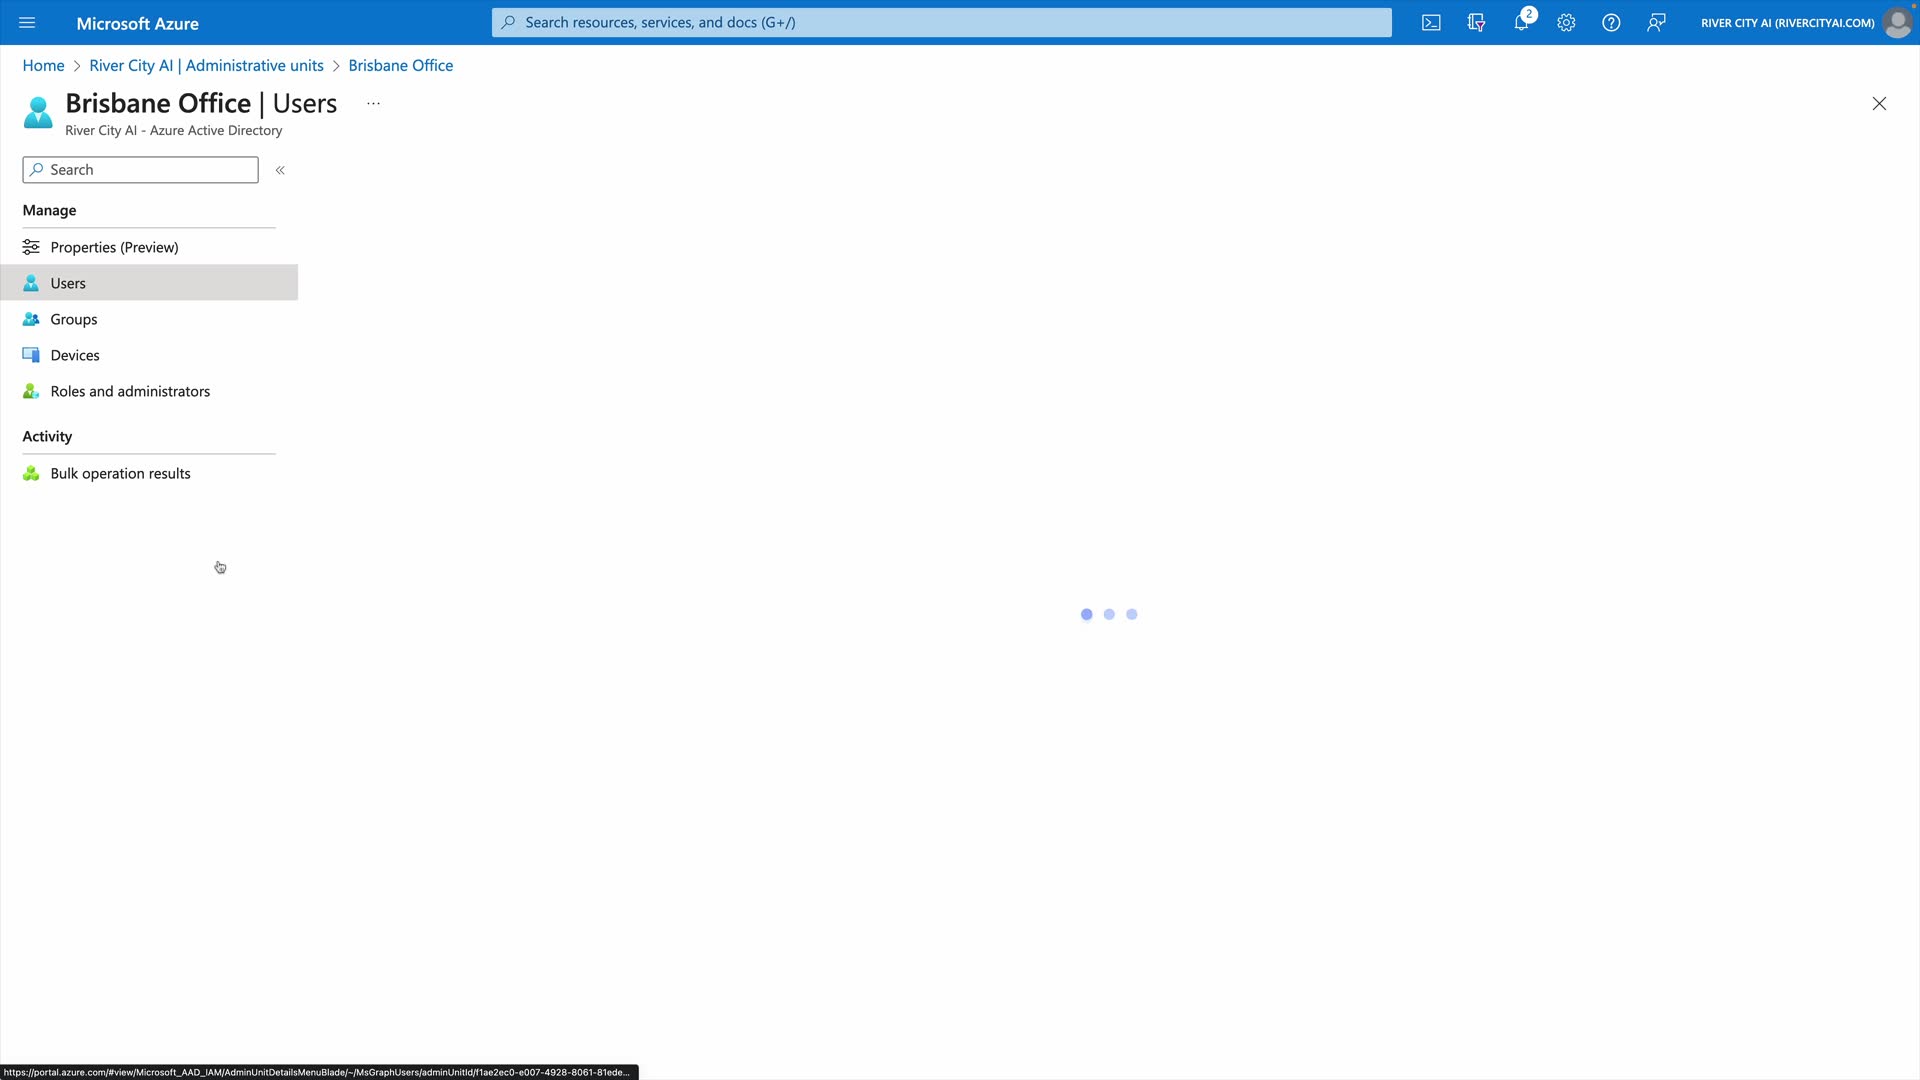 Microsoft Azure
Search resources, services, and docs (G+/)
2
RIVER CITY AI (RIVERCITYAI.COM)
Home > River City AI | Administrative units > Brisbane Office
Brisbane Office | Users ...
River City AI - Azure Active Directory
Search
Manage
Properties (Preview)
Users
Groups
Devices
Roles and administrators
Activity
Bulk operation results
https://portal.azure.com/#view/Microsoft_AAD_IAM/AdminUnitDetailsMenuBlade/~/MsGraphUsers/adminUnitId/f1ae2ec0-e007-4928-8061-81ede...